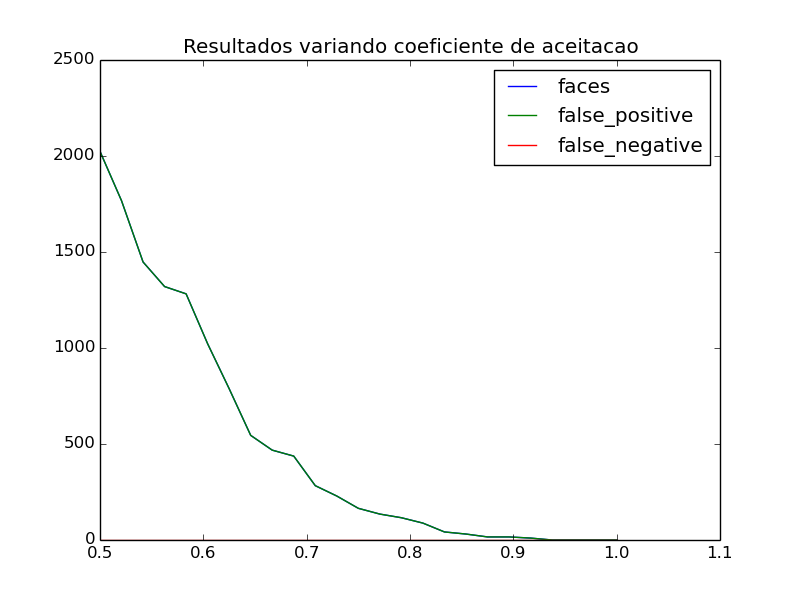 Resultados variando coeficiente de aceitacao
2500
2000
1500
1000
500
0
0.5 0.6 0.7 0.8 0.9 1.0 1.1
faces
false_positive
false_negative